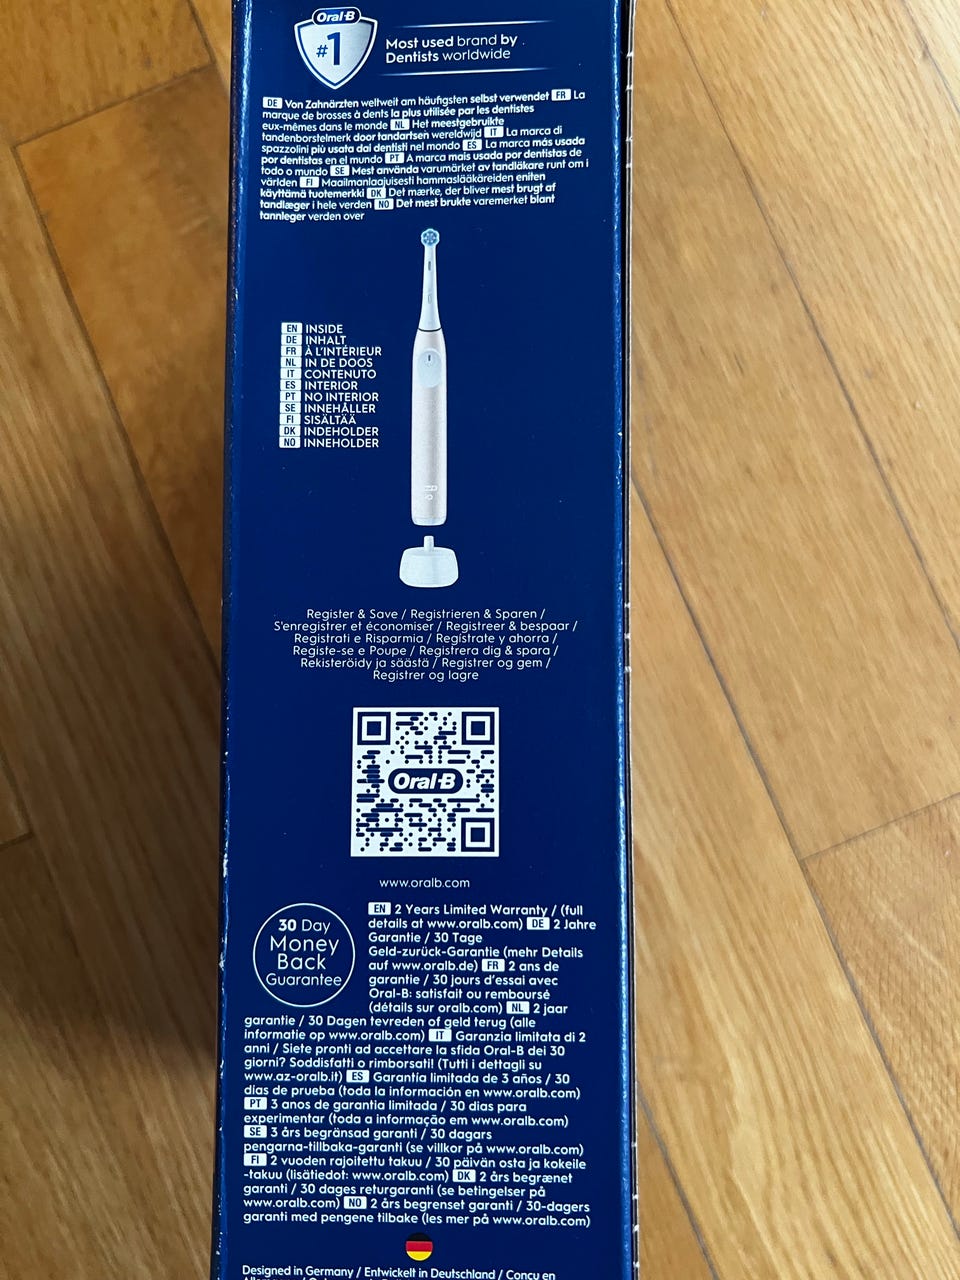 Oral-B
#1
Most used brand by
Dentists worldwide
DE Von Zahnärzten weltweit am häufigsten selbst verwendet FR La
marque de brosses à dents la plus utilisée par les dentistes
eux-mêmes dans le monde NL Het meestgebruikte
tandenborstelmerk door tandartsen wereldwijd IT La marca di
spazzolini più usata dai dentisti nel mondo ES La marca más usada
por dentistas en el mundo PT A marca mais usada por dentistas de
todo o mundo SE Mest använda varumärket av tandläkare runt om i
världen FI Maailmanlaajuisesti hammaslääkäreiden eniten
käyttämä tuotemerkki DK Det mærke, der bliver mest brugt af
tandlæger i hele verden NO Det mest brukte varemerket blant
tannleger verden over
EN INSIDE
DE INHALT
FR À L'INTÉRIEUR
NL IN DE DOOS
IT CONTENUTO
ES INTERIOR
PT NO INTERIOR
SE INNEHÅLLER
FI SISÄLTÄÄ
DK INDEHOLDER
NO INNEHOLDER
Oral-B
iO
Register & Save / Registrieren & Sparen /
S'enregistrer et économiser / Registreer & bespaar /
Registrati e Risparmia / Regístrate y ahorra /
Registe-se e Poupe / Registrera dig & spara /
Rekisteröidy ja säästä / Registrer og gem /
Registrer og lagre
Oral-B
www.oralb.com
30 Day
Money
Back
Guarantee
EN 2 Years Limited Warranty / (full
details at www.oralb.com) DE 2 Jahre
Garantie / 30 Tage
Geld-zurück-Garantie (mehr Details
auf www.oralb.de) FR 2 ans de
garantie / 30 jours d'essai avec
Oral-B: satisfait ou remboursé
(détails sur oralb.com) NL 2 jaar
garantie / 30 Dagen tevreden of geld terug (alle
informatie op www.oralb.com) IT Garanzia limitata di 2
anni / Siete pronti ad accettare la sfida Oral-B dei 30
giorni? Soddisfatti o rimborsati! (Tutti i dettagli su
www.az-oralb.it) ES Garantía limitada de 3 años / 30
días de prueba (toda la información en www.oralb.com)
PT 3 anos de garantia limitada / 30 dias para
experimentar (toda a informação em www.oralb.com)
SE 3 års begränsad garanti / 30 dagars
pengarna-tillbaka-garanti (se villkor på www.oralb.com)
FI 2 vuoden rajoitettu takuu / 30 päivän osta ja kokeile
-takuu (lisätiedot: www.oralb.com) DK 2 års begrænset
garanti / 30 dages returgaranti (se betingelser på
www.oralb.com) NO 2 års begrenset garanti / 30-dagers
garanti med pengene tilbake (les mer på www.oralb.com)
Designed in Germany / Entwickelt in Deutschland / Conçu en